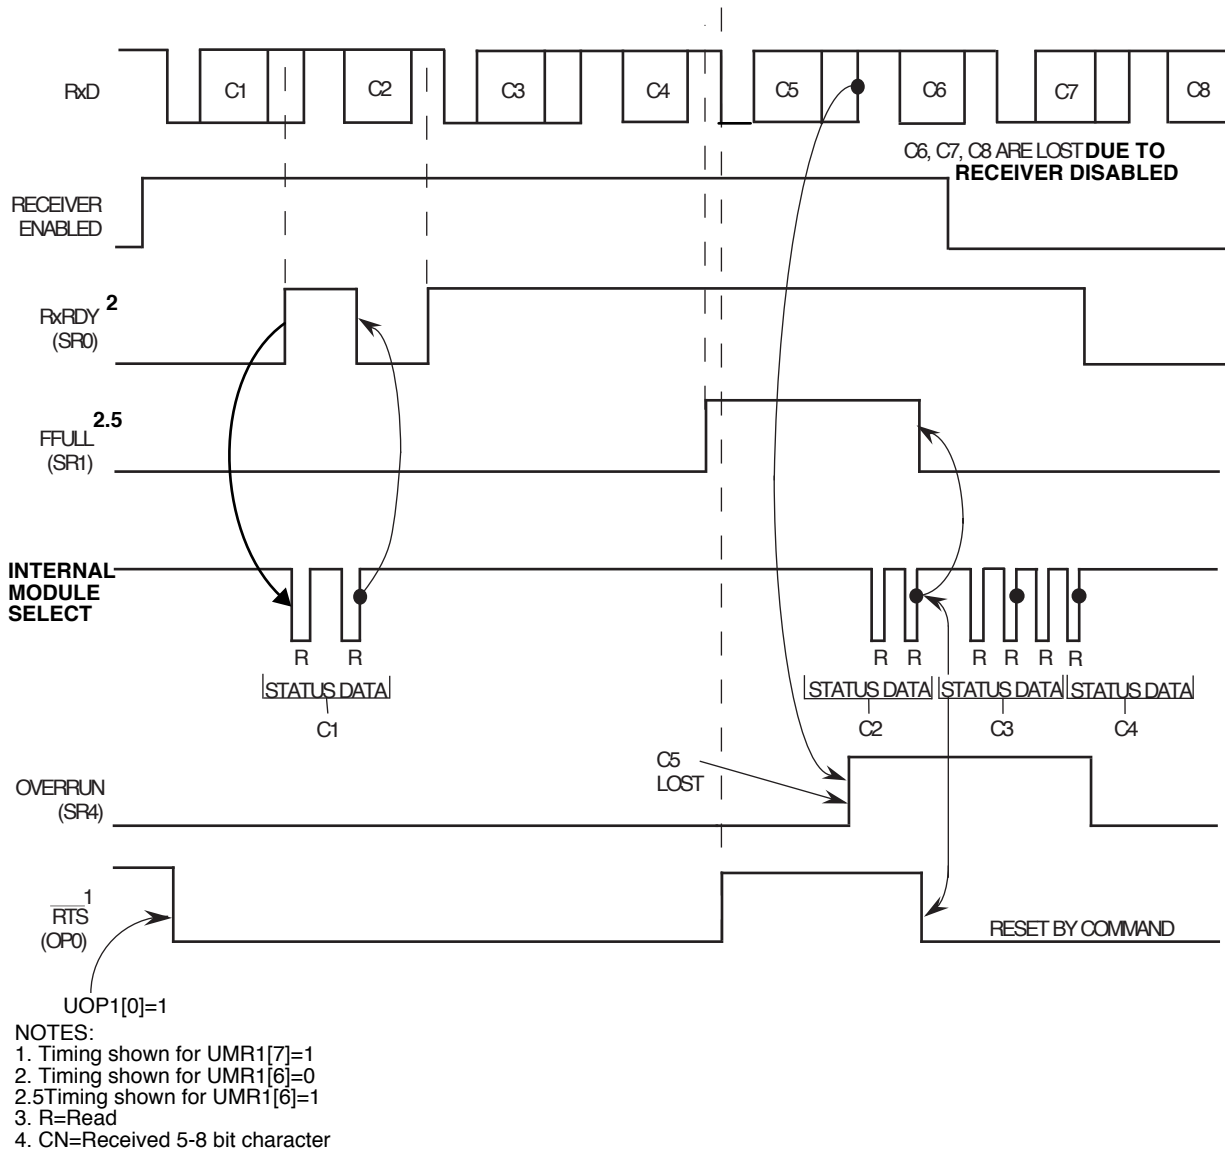 RxD
C1
C2
C3
C4
C5
C6
C7
C8
C6, C7, C8 ARE LOST DUE TO
RECEIVER DISABLED
RECEIVER
ENABLED
RxRDY 2
(SR0)
FFULL 2.5
(SR1)
INTERNAL
MODULE
SELECT
R R R R R R R R
STATUS DATA STATUS DATA STATUS DATA STATUS DATA
C1 C2 C3 C4
C5
LOST
OVERRUN
(SR4)
RTS 1
(OP0)
RESET BY COMMAND
UOP1[0]=1
NOTES:
1. Timing shown for UMR1[7]=1
2. Timing shown for UMR1[6]=0
2.5Timing shown for UMR1[6]=1
3. R=Read
4. CN=Received 5-8 bit character